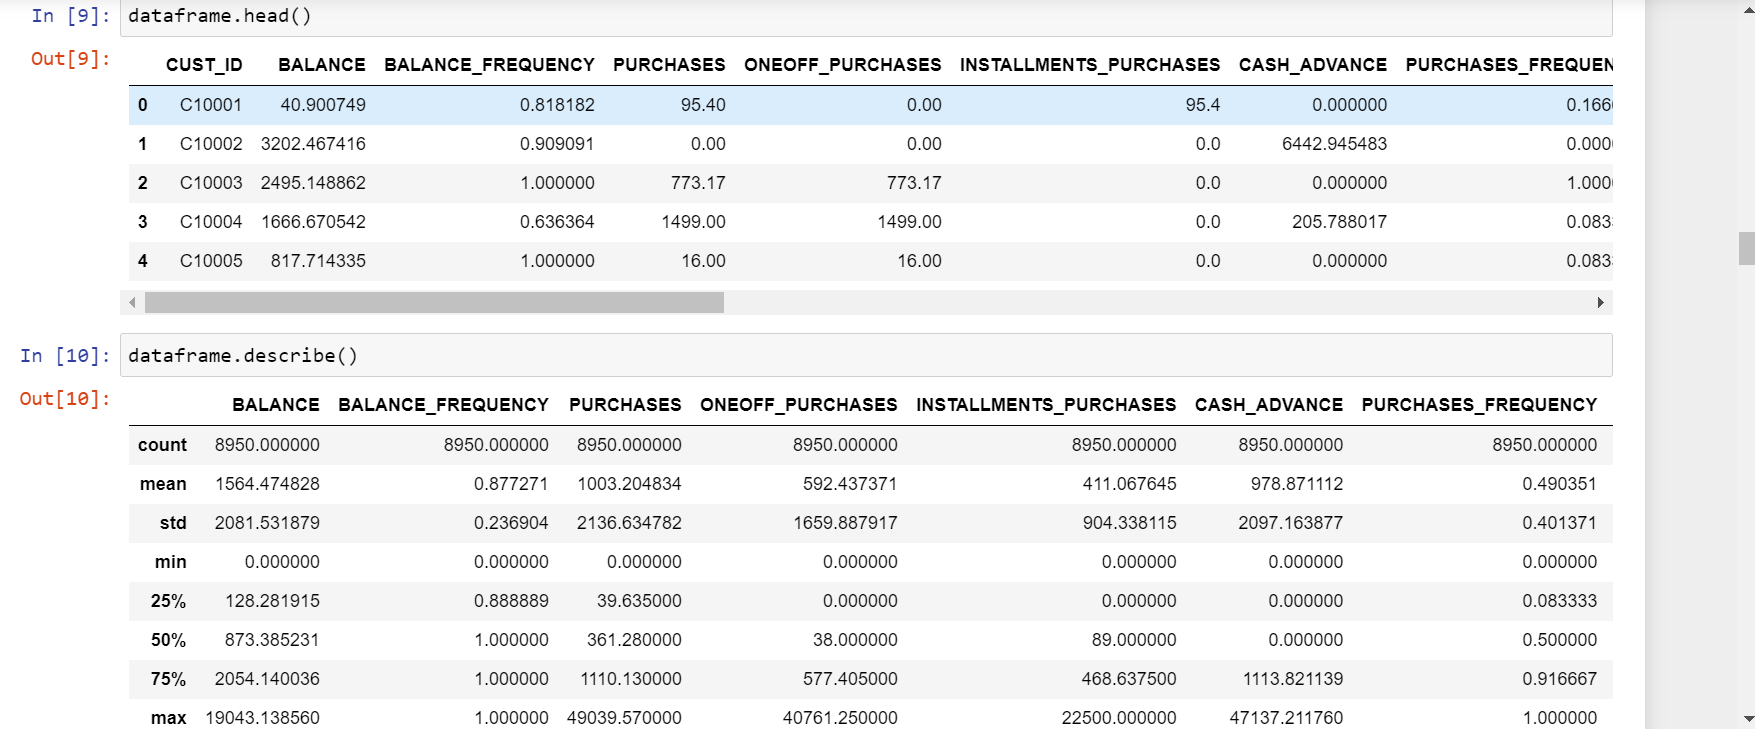 In [9]: dataframe.head()
Out[9]:
CUST_ID BALANCE BALANCE_FREQUENCY PURCHASES ONEOFF_PURCHASES INSTALLMENTS_PURCHASES CASH_ADVANCE PURCHASES_FREQUEN
0 C10001 40.900749 0.818182 95.40 0.00 95.4 0.000000 0.166
1 C10002 3202.467416 0.909091 0.00 0.00 0.0 6442.945483 0.000
2 C10003 2495.148862 1.000000 773.17 773.17 0.0 0.000000 1.000
3 C10004 1666.670542 0.636364 1499.00 1499.00 0.0 205.788017 0.083
4 C10005 817.714335 1.000000 16.00 16.00 0.0 0.000000 0.083
In [10]: dataframe.describe()
Out[10]:
BALANCE BALANCE_FREQUENCY PURCHASES ONEOFF_PURCHASES INSTALLMENTS_PURCHASES CASH_ADVANCE PURCHASES_FREQUENCY
count 8950.000000 8950.000000 8950.000000 8950.000000 8950.000000 8950.000000 8950.000000
mean 1564.474828 0.877271 1003.204834 592.437371 411.067645 978.871112 0.490351
std 2081.531879 0.236904 2136.634782 1659.887917 904.338115 2097.163877 0.401371
min 0.000000 0.000000 0.000000 0.000000 0.000000 0.000000 0.000000
25% 128.281915 0.888889 39.635000 0.000000 0.000000 0.000000 0.083333
50% 873.385231 1.000000 361.280000 38.000000 89.000000 0.000000 0.500000
75% 2054.140036 1.000000 1110.130000 577.405000 468.637500 1113.821139 0.916667
max 19043.138560 1.000000 49039.570000 40761.250000 22500.000000 47137.211760 1.000000